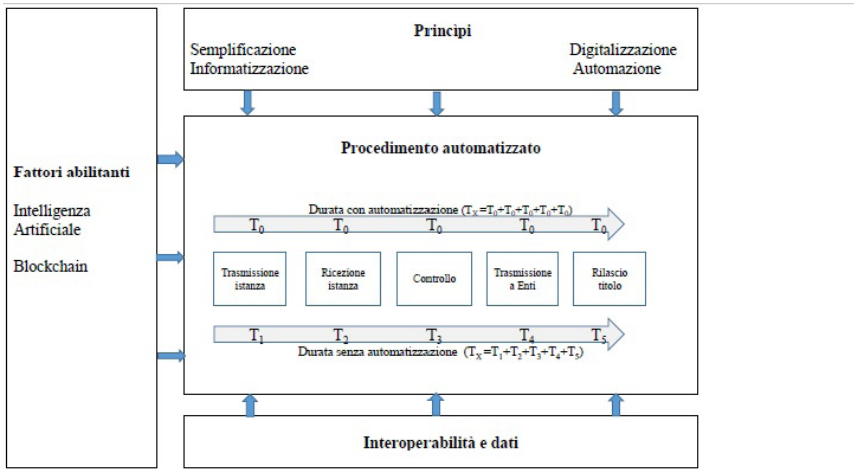 Princìpi
Semplificazione
Informatizzazione
Digitalizzazione
Automazione
Fattori abilitanti
Intelligenza
Artificiale
Blockchain
Procedimento automatizzato
Durata con automatizzazione (Tx=T0+T0+T0+T0+T0)
T0 T0 T0 T0 T0
Trasmissione
istanza
Ricezione
istanza
Controllo
Trasmissione
a Enti
Rilascio
titolo
T1 T2 T3 T4 T5
Durata senza automatizzazione (Tx=T1+T2+T3+T4+T5)
Interoperabilità e dati